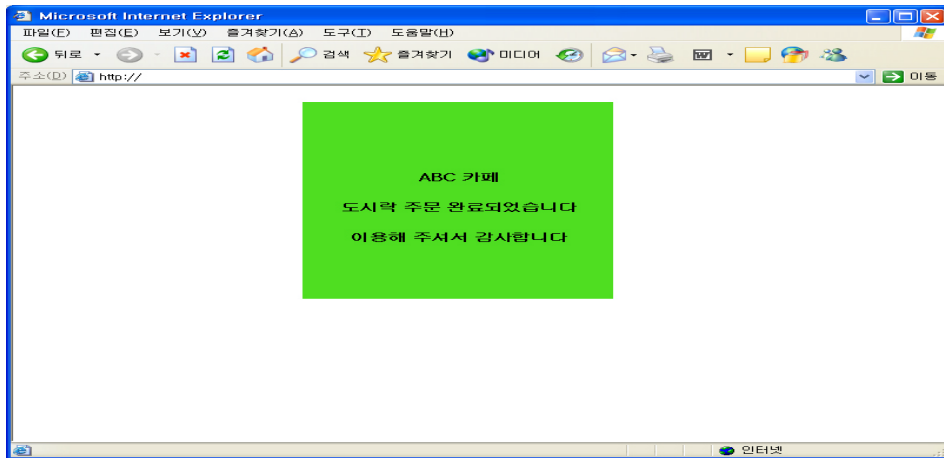 Microsoft Internet Explorer
파일(F) 편집(E) 보기(V) 즐겨찾기(A) 도구(T) 도움말(H)
뒤로 검색 즐겨찾기 미디어
주소(D) http:// 이동
ABC 카페
도시락 주문 완료되었습니다
이용해 주셔서 감사합니다
인터넷